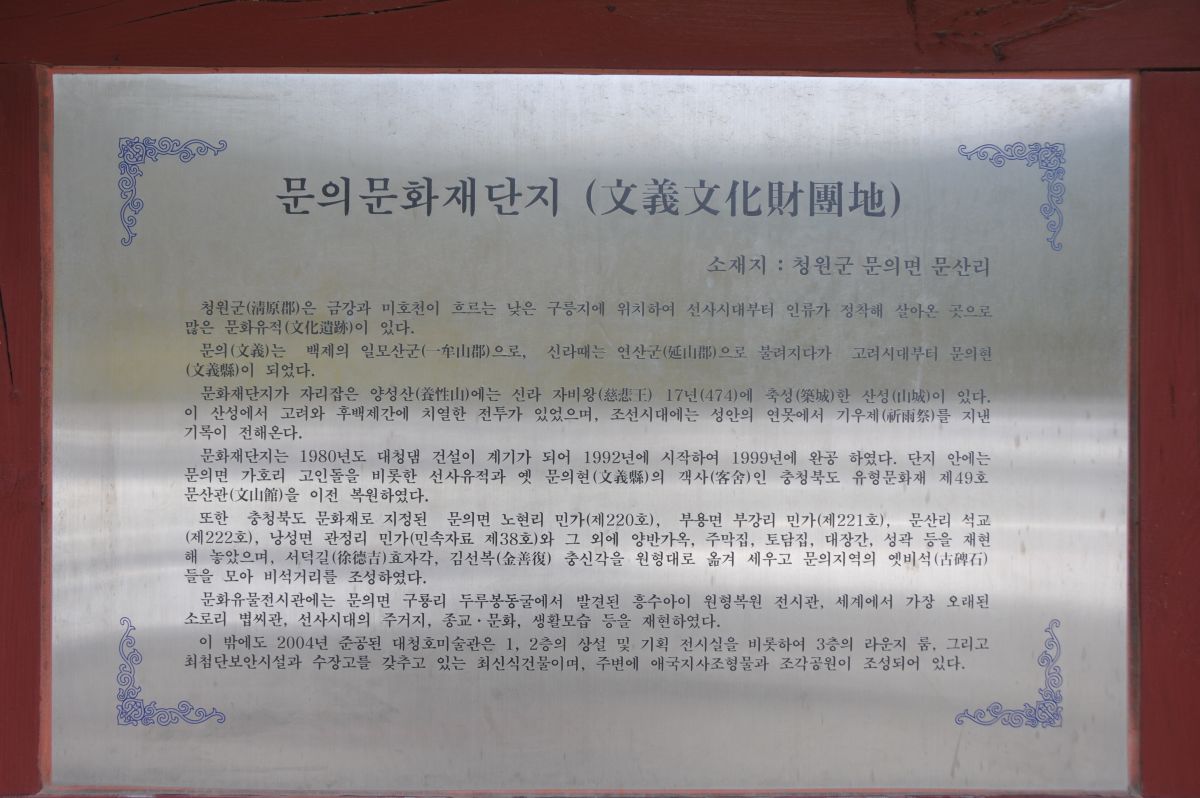 문의문화재단지 (文義文化財團地)
소재지 : 청원군 문의면 문산리
청원군(淸原郡)은 금강과 미호천이 흐르는 낮은 구릉지에 위치하여 선사시대부터 인류가 정착해 살아온 곳으로
많은 문화유적(文化遺跡)이 있다.
문의(文義)는 백제의 일모산군(一牟山郡)으로, 신라때는 연산군(延山郡)으로 불려지다가 고려시대부터 문의현
(文義縣)이 되었다.
문화재단지가 자리잡은 양성산(養性山)에는 신라 자비왕(慈悲王) 17년(474)에 축성(築城)한 산성(山城)이 있다.
이 산성에서 고려와 후백제간에 치열한 전투가 있었으며, 조선시대에는 성안의 연못에서 기우제(祈雨祭)를 지낸
기록이 전해온다.
문화재단지는 1980년도 대청댐 건설이 계기가 되어 1992년에 시작하여 1999년에 완공 하였다. 단지 안에는
문의면 가호리 고인돌을 비롯한 선사유적과 옛 문의현(文義縣)의 객사(客舍)인 충청북도 유형문화재 제49호
문산관(文山館)을 이전 복원하였다.
또한 충청북도 문화재로 지정된 문의면 노현리 민가(제220호), 부용면 부강리 민가(제221호), 문산리 석교
(제222호), 낭성면 관정리 민가(민속자료 제38호)와 그 외에 양반가옥, 주막집, 토담집, 대장간, 성곽 등을 재현
해 놓았으며, 서덕길(徐德吉)효자각, 김선복(金善復) 충신각을 원형대로 옮겨 세우고 문의지역의 옛비석(古碑石)
들을 모아 비석거리를 조성하였다.
문화유물전시관에는 문의면 구룡리 두루봉동굴에서 발견된 흥수아이 원형복원 전시관, 세계에서 가장 오래된
소로리 볍씨관, 선사시대의 주거지, 종교·문화, 생활모습 등을 재현하였다.
이 밖에도 2004년 준공된 대청호미술관은 1, 2층의 상설 및 기획 전시실을 비롯하여 3층의 라운지 룸, 그리고
최첨단보안시설과 수장고를 갖추고 있는 최신식건물이며, 주변에 애국지사조형물과 조각공원이 조성되어 있다.